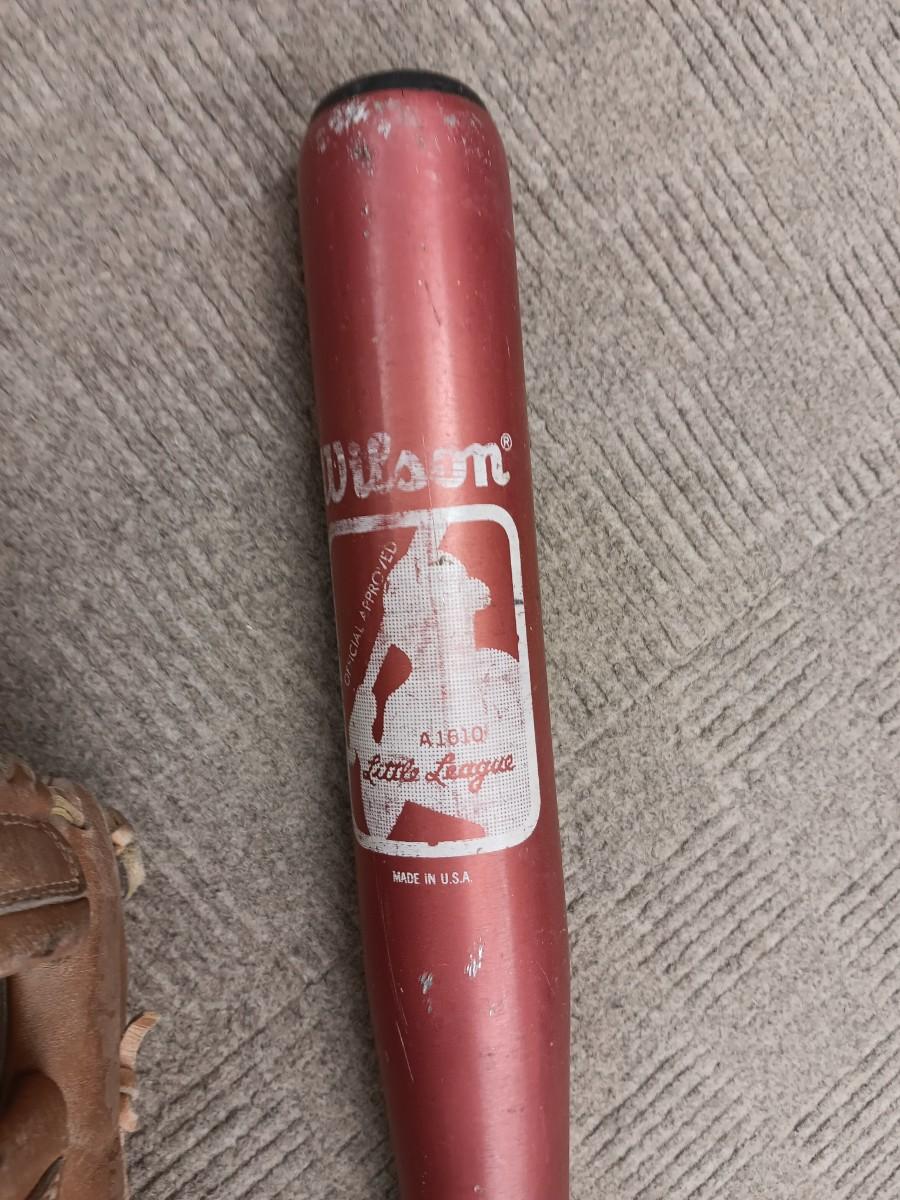 Wilson®
OFFICIAL APPROVED
A1610
Little League
MADE IN U.S.A.